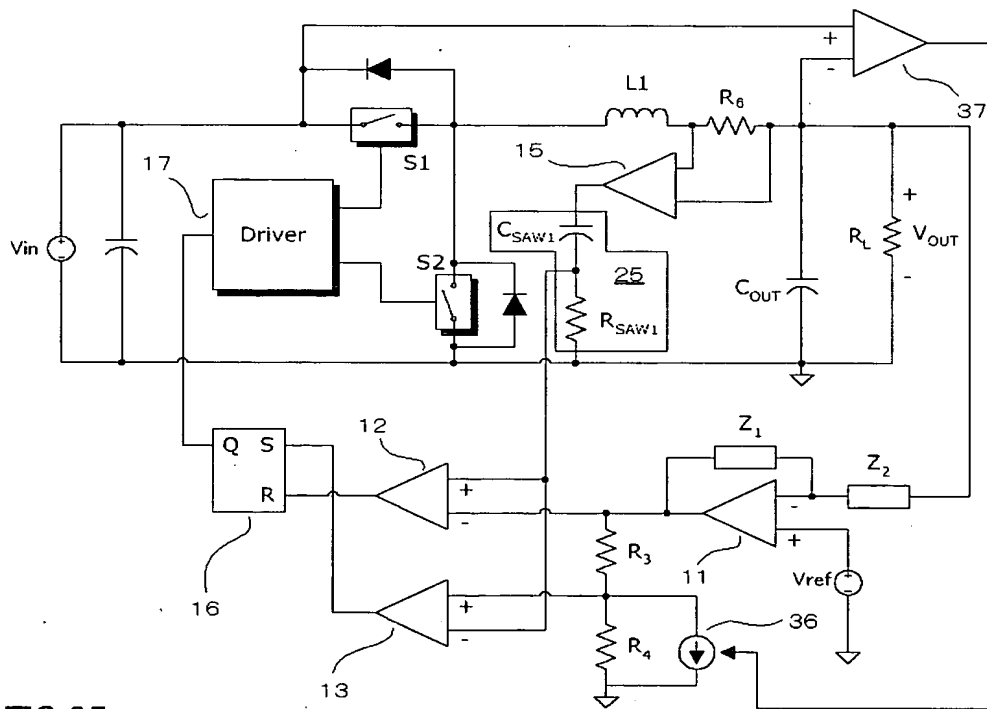 +
-
37
L1
R6
15
S1
17
Driver
CSAW1
25
Vin
S2
RSAW1
COUT
RL
+
VOUT
-
12
Z1
Z2
Q S
R
+
-
-
+
11
R3
Vref
16
+
-
R4
36
13